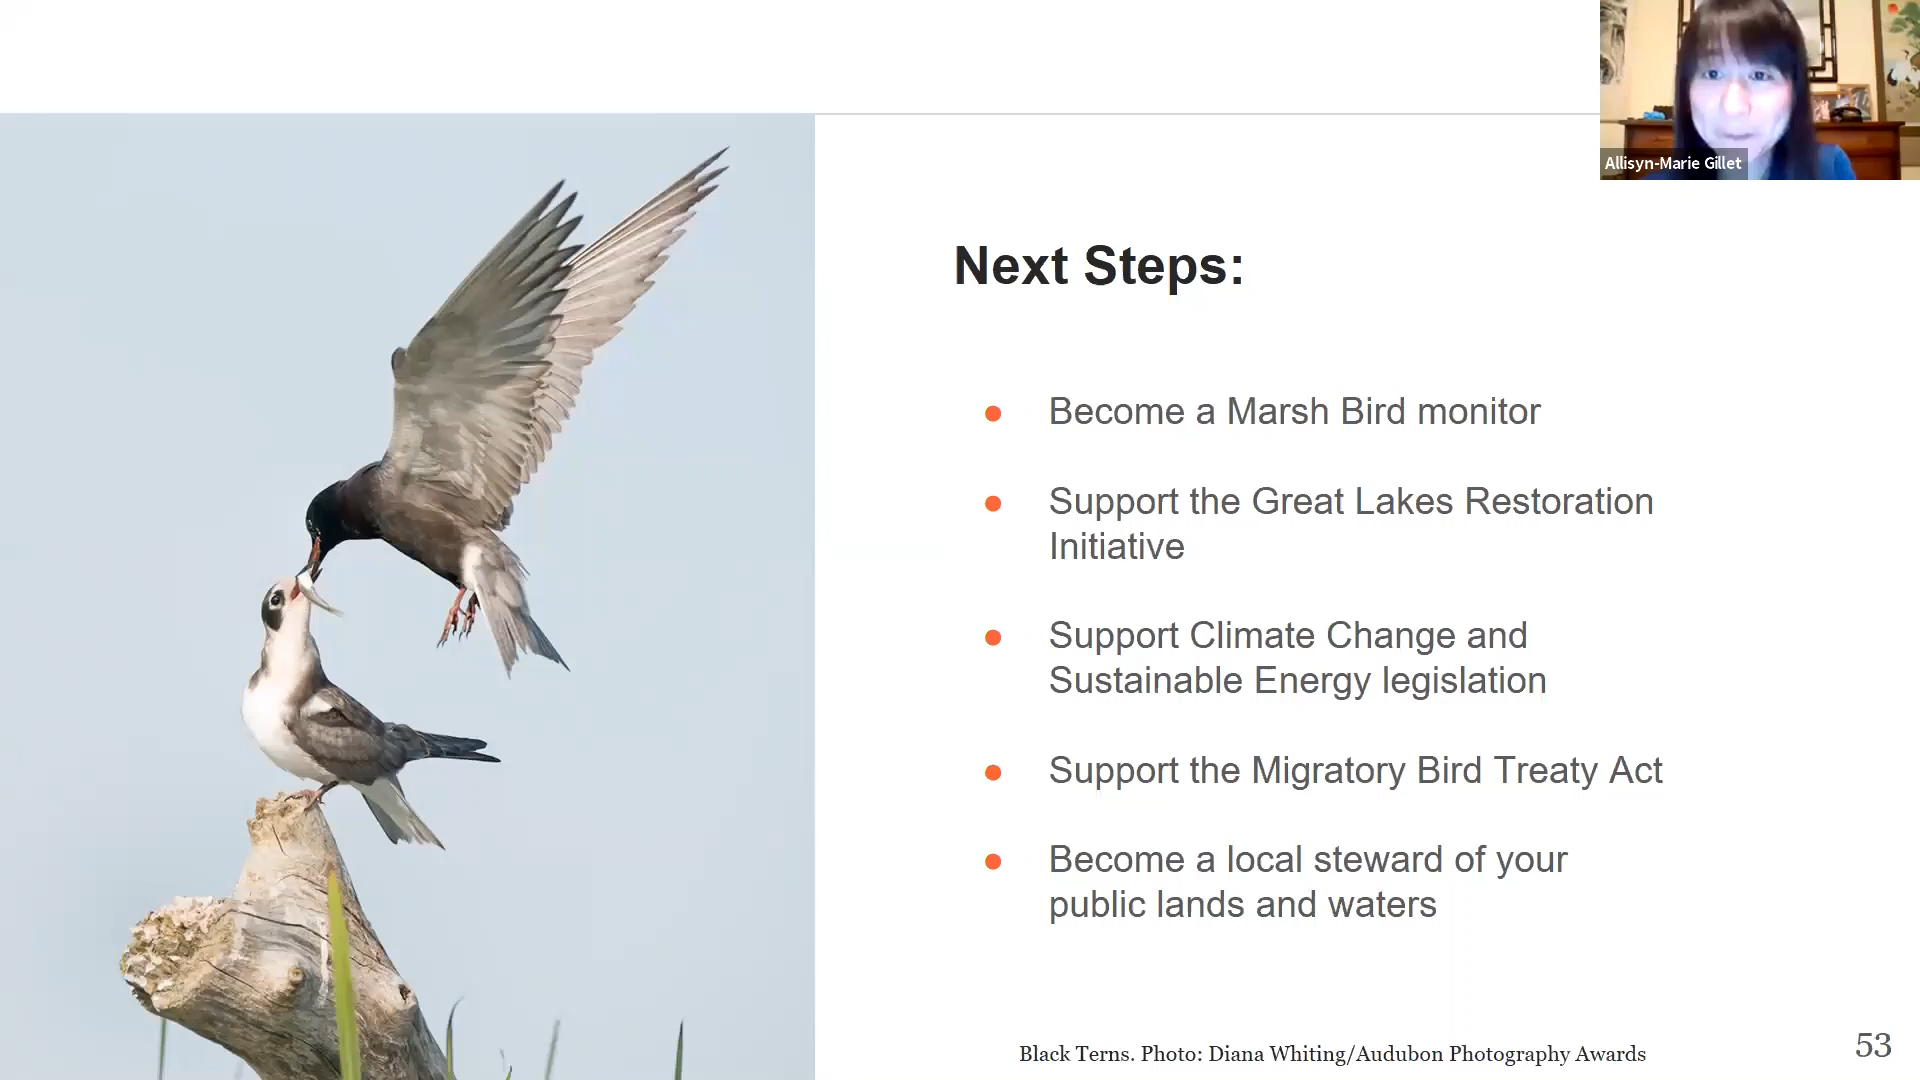 Allisyn-Marie Gillet
Next Steps:
Become a Marsh Bird monitor
Support the Great Lakes Restoration
Initiative
Support Climate Change and
Sustainable Energy legislation
Support the Migratory Bird Treaty Act
Become a local steward of your
public lands and waters
Black Terns. Photo: Diana Whiting/Audubon Photography Awards
53